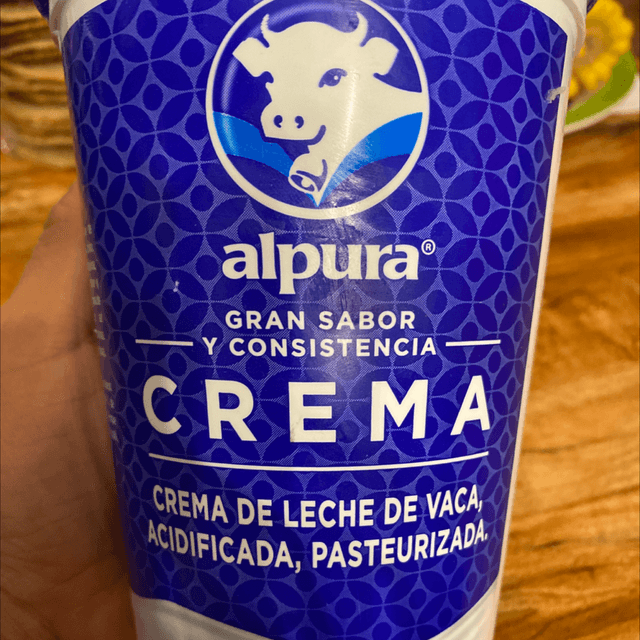 alpura®
GRAN SABOR
Y CONSISTENCIA
CREMA
CREMA DE LECHE DE VACA,
ACIDIFICADA, PASTEURIZADA.